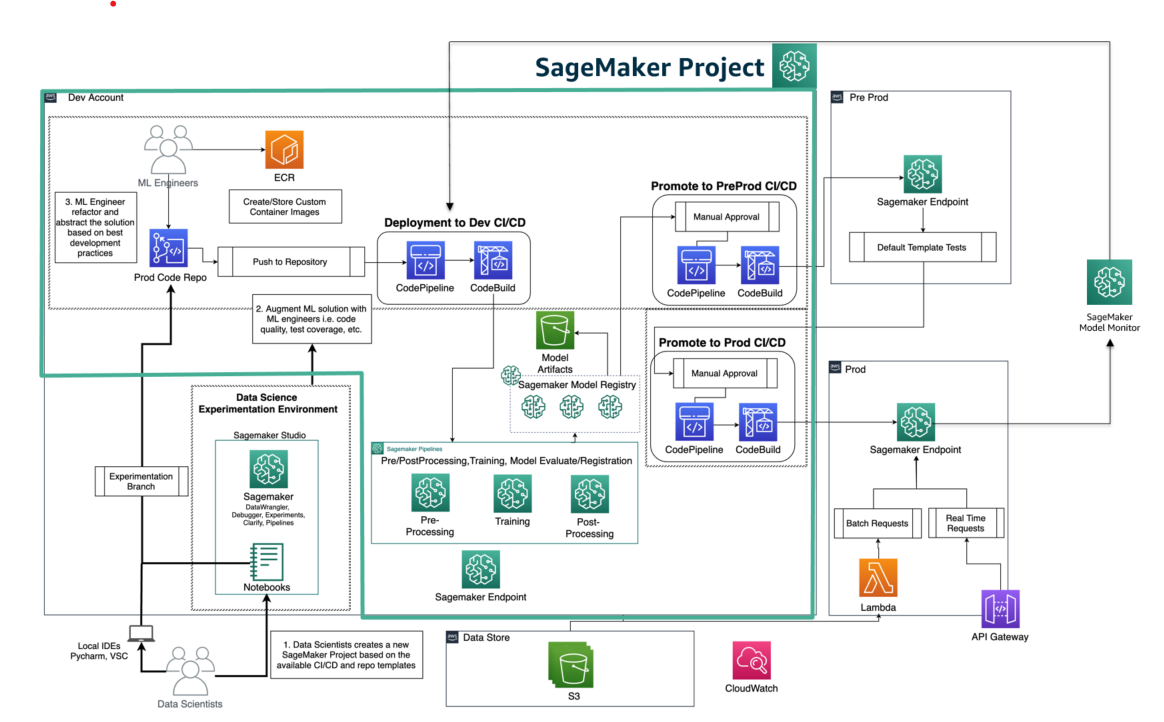 SageMaker Project
aws
Dev Account
aws
Pre Prod
ML Engineers
ECR
Create/Store Custom
Container Images
3. ML Engineer
refactor and
abstract the solution
based on best
development
practices
Prod Code Repo
Push to Repository
Deployment to Dev CI/CD
CodePipeline
CodeBuild
Promote to PreProd CI/CD
Manual Approval
CodePipeline
CodeBuild
Sagemaker Endpoint
Default Template Tests
SageMaker
Model Monitor
2. Augment ML solution with
ML engineers i.e. code
quality, test coverage, etc.
Model
Artifacts
Sagemaker Model Registry
Promote to Prod CI/CD
Manual Approval
CodePipeline
CodeBuild
aws
Prod
Sagemaker Endpoint
Batch Requests
Real Time
Requests
Lambda
API Gateway
Data Science
Experimentation Environment
Sagemaker Studio
Sagemaker
DataWrangler,
Debugger, Experiments,
Clarify, Pipelines
Notebooks
Experimentation
Branch
Sagemaker Pipelines
Pre/PostProcessing,Training, Model Evaluate/Registration
Pre-
Processing
Training
Post-
Processing
Sagemaker Endpoint
Local IDEs
Pycharm, VSC
Data Scientists
1. Data Scientists creates a new
SageMaker Project based on the
available CI/CD and repo templates
aws
Data Store
S3
CloudWatch